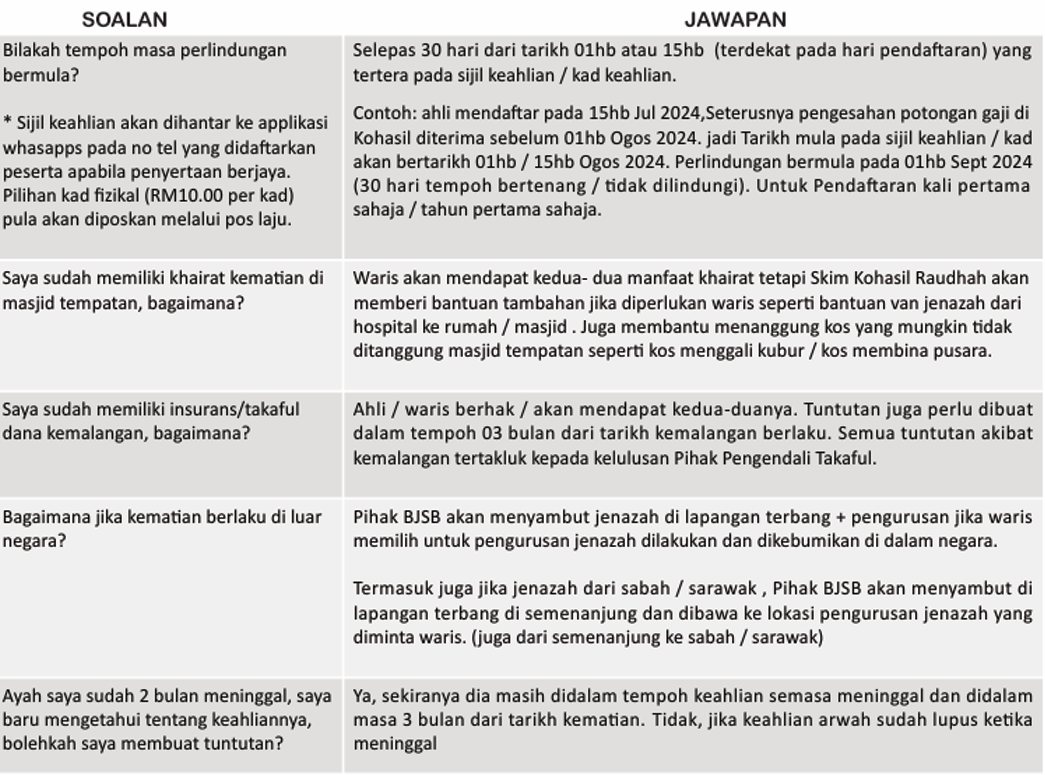 SOALAN
JAWAPAN
Bilakah tempoh masa perlindungan
bermula?
* Sijil keahlian akan dihantar ke applikasi
whasapps pada no tel yang didaftarkan
peserta apabila penyertaan berjaya.
Pilihan kad fizikal (RM10.00 per kad)
pula akan diposkan melalui pos laju.
Selepas 30 hari dari tarikh 01hb atau 15hb (terdekat pada hari pendaftaran) yang
tertera pada sijil keahlian / kad keahlian.
Contoh: ahli mendaftar pada 15hb Jul 2024,Seterusnya pengesahan potongan gaji di
Kohasil diterima sebelum 01hb Ogos 2024. jadi Tarikh mula pada sijil keahlian / kad
akan bertarikh 01hb / 15hb Ogos 2024. Perlindungan bermula pada 01hb Sept 2024
(30 hari tempoh bertenang / tidak dilindungi). Untuk Pendaftaran kali pertama
sahaja / tahun pertama sahaja.
Saya sudah memiliki khairat kematian di
masjid tempatan, bagaimana?
Waris akan mendapat kedua- dua manfaat khairat tetapi Skim Kohasil Raudhah akan
memberi bantuan tambahan jika diperlukan waris seperti bantuan van jenazah dari
hospital ke rumah / masjid . Juga membantu menanggung kos yang mungkin tidak
ditanggung masjid tempatan seperti kos menggali kubur / kos membina pusara.
Saya sudah memiliki insurans/takaful
dana kemalangan, bagaimana?
Ahli / waris berhak / akan mendapat kedua-duanya. Tuntutan juga perlu dibuat
dalam tempoh 03 bulan dari tarikh kemalangan berlaku. Semua tuntutan akibat
kemalangan tertakluk kepada kelulusan Pihak Pengendali Takaful.
Bagaimana jika kematian berlaku di luar
negara?
Pihak BJSB akan menyambut jenazah di lapangan terbang + pengurusan jika waris
memilih untuk pengurusan jenazah dilakukan dan dikebumikan di dalam negara.
Termasuk juga jika jenazah dari sabah / sarawak , Pihak BJSB akan menyambut di
lapangan terbang di semenanjung dan dibawa ke lokasi pengurusan jenazah yang
diminta waris. (juga dari semenanjung ke sabah / sarawak)
Ayah saya sudah 2 bulan meninggal, saya
baru mengetahui tentang keahliannya,
bolehkah saya membuat tuntutan?
Ya, sekiranya dia masih didalam tempoh keahlian semasa meninggal dan didalam
masa 3 bulan dari tarikh kematian. Tidak, jika keahlian arwah sudah lupus ketika
meninggal